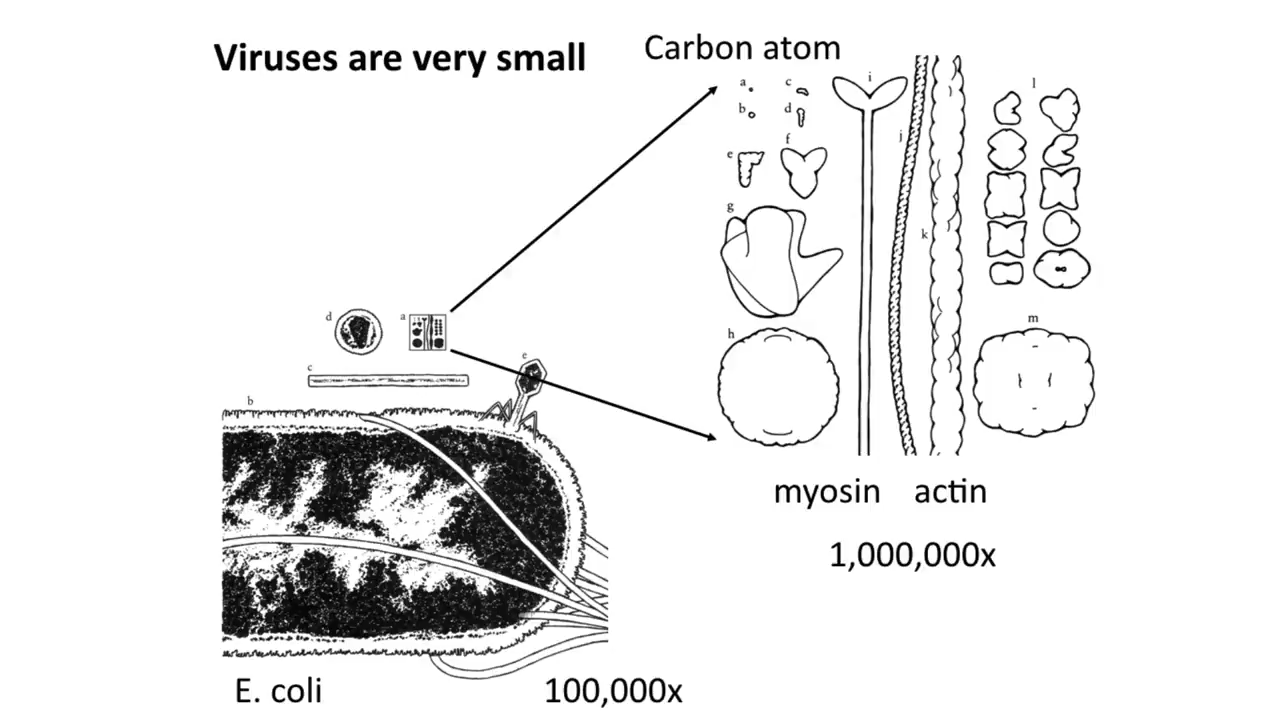 Viruses are very small
Carbon atom
a
c
b
d
e
f
g
h
i
j
k
l
m
d
a
c
e
b
myosin actin
1,000,000x
E. coli
100,000x